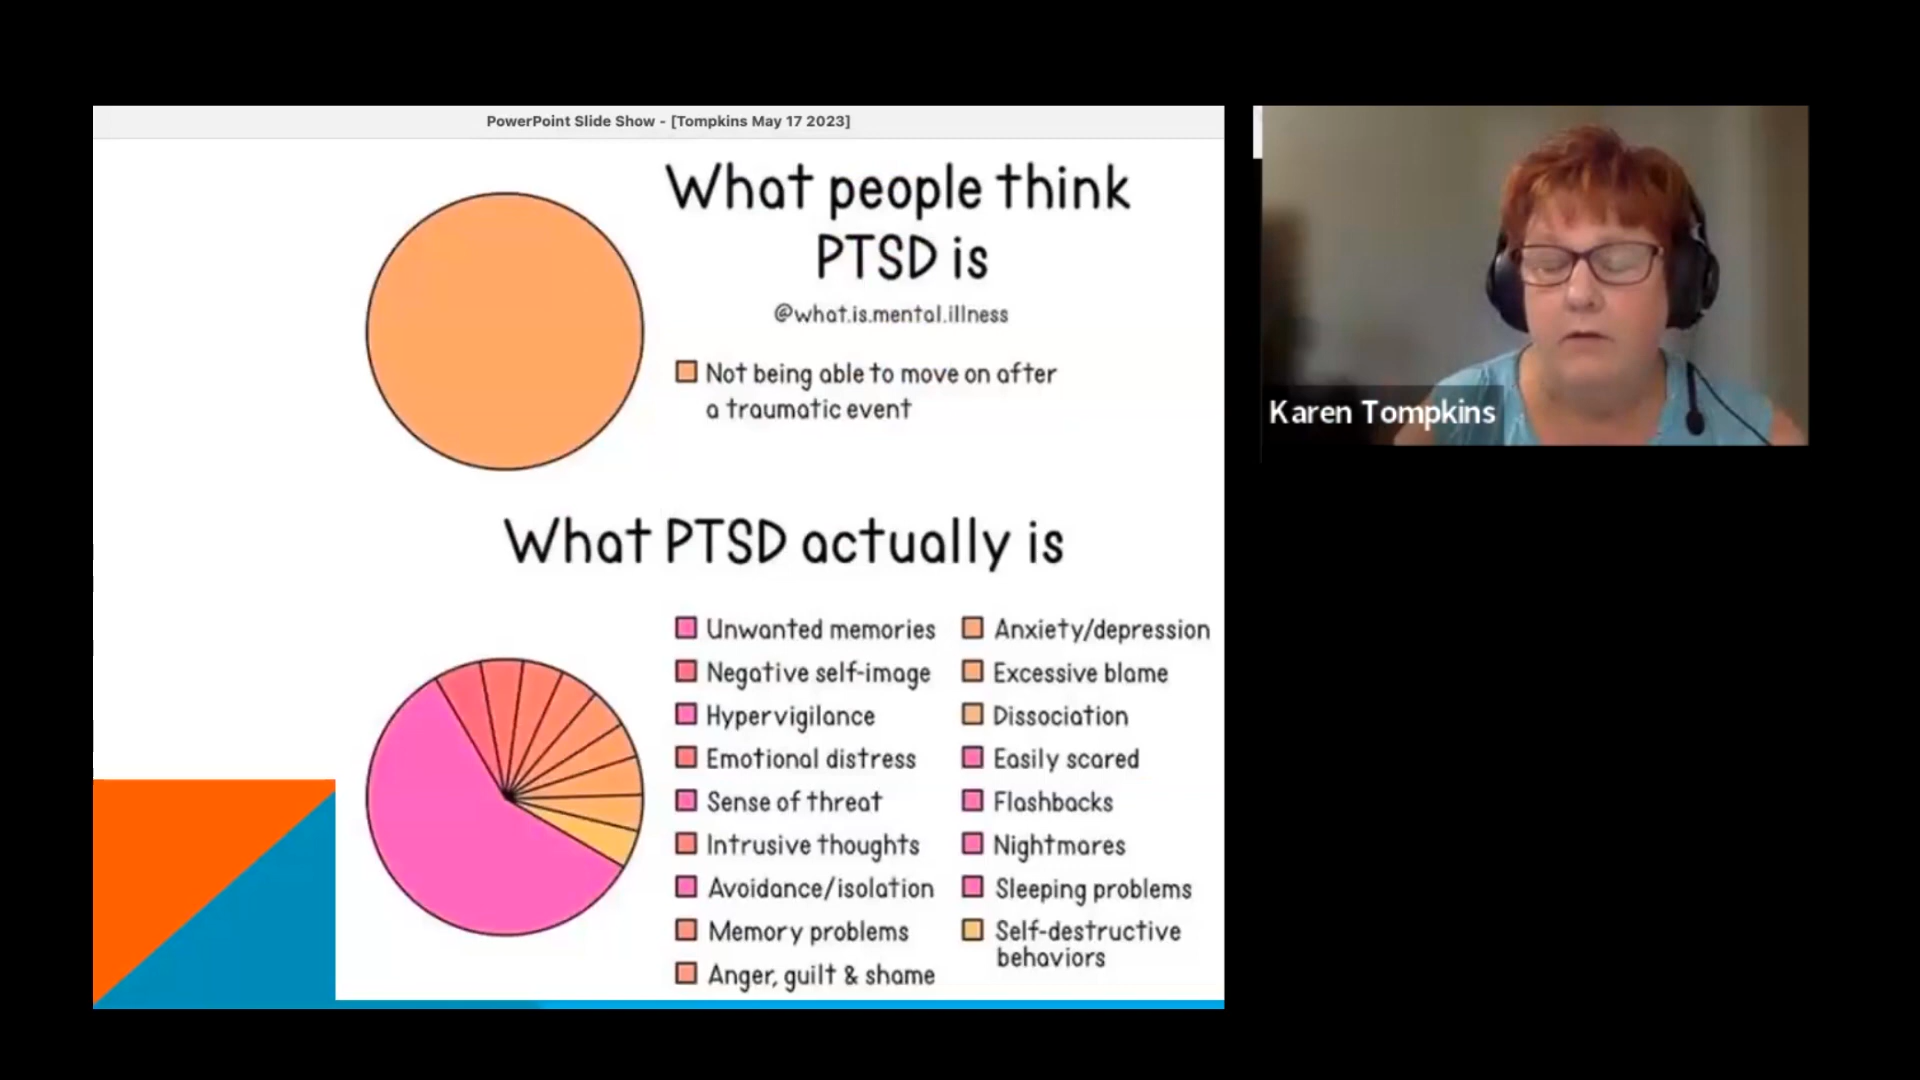 PowerPoint Slide Show - [Tompkins May 17 2023]
What people think
PTSD is
@what.is.mental.illness
Not being able to move on after
a traumatic event
What PTSD actually is
Unwanted memories
Negative self-image
Hypervigilance
Emotional distress
Sense of threat
Intrusive thoughts
Avoidance/isolation
Memory problems
Anger, guilt & shame
Anxiety/depression
Excessive blame
Dissociation
Easily scared
Flashbacks
Nightmares
Sleeping problems
Self-destructive
behaviors
Karen Tompkins